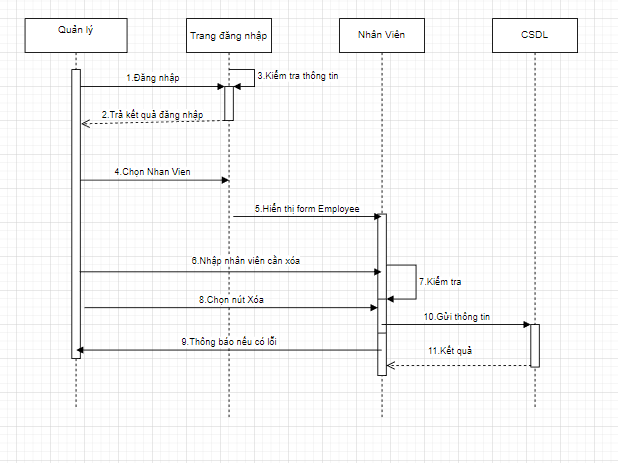 Quản lý
Trang đăng nhập
Nhân Viên
CSDL
1.Đăng nhập
3.Kiểm tra thông tin
2.Trả kết quả đăng nhập
4.Chọn Nhan Vien
5.Hiển thị form Employee
6.Nhập nhân viên cần xóa
7.Kiểm tra
8.Chọn nút Xóa
10.Gửi thông tin
9.Thông báo nếu có lỗi
11.Kết quả